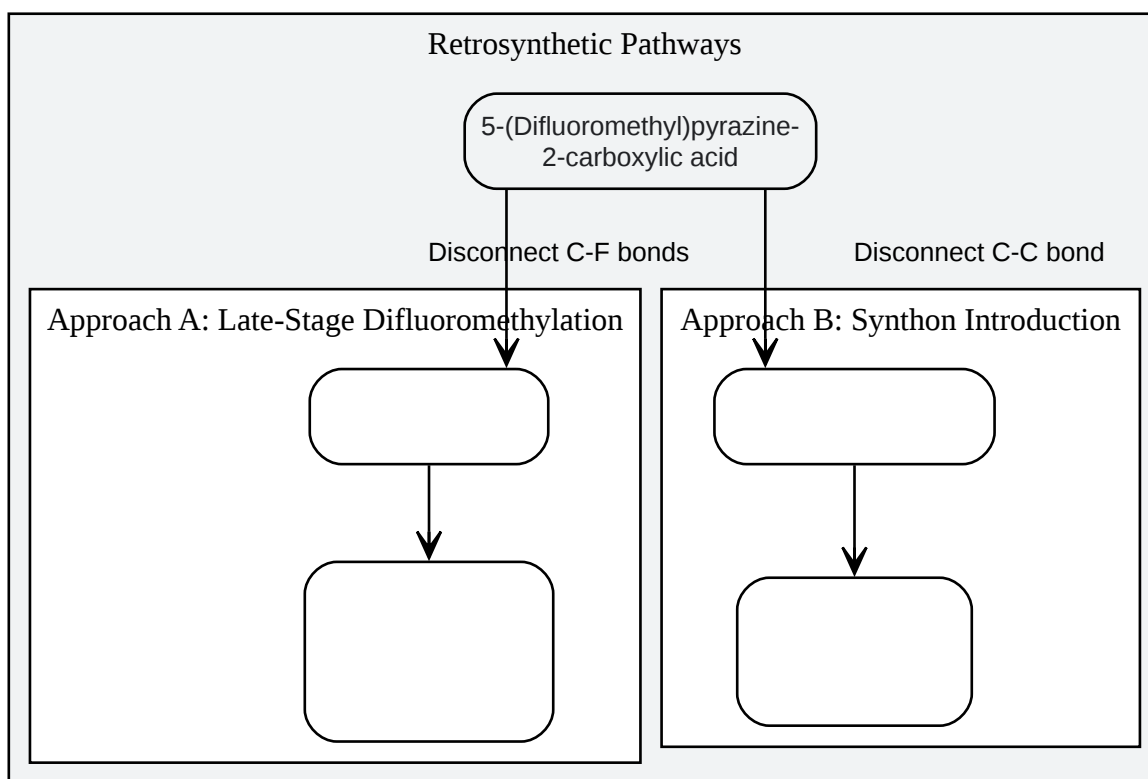 Retrosynthetic Pathways
5-(Difluoromethyl)pyrazine-
2-carboxylic acid
Disconnect C-F bonds
Disconnect C-C bond
Approach A: Late-Stage Difluoromethylation
Approach B: Synthon Introduction